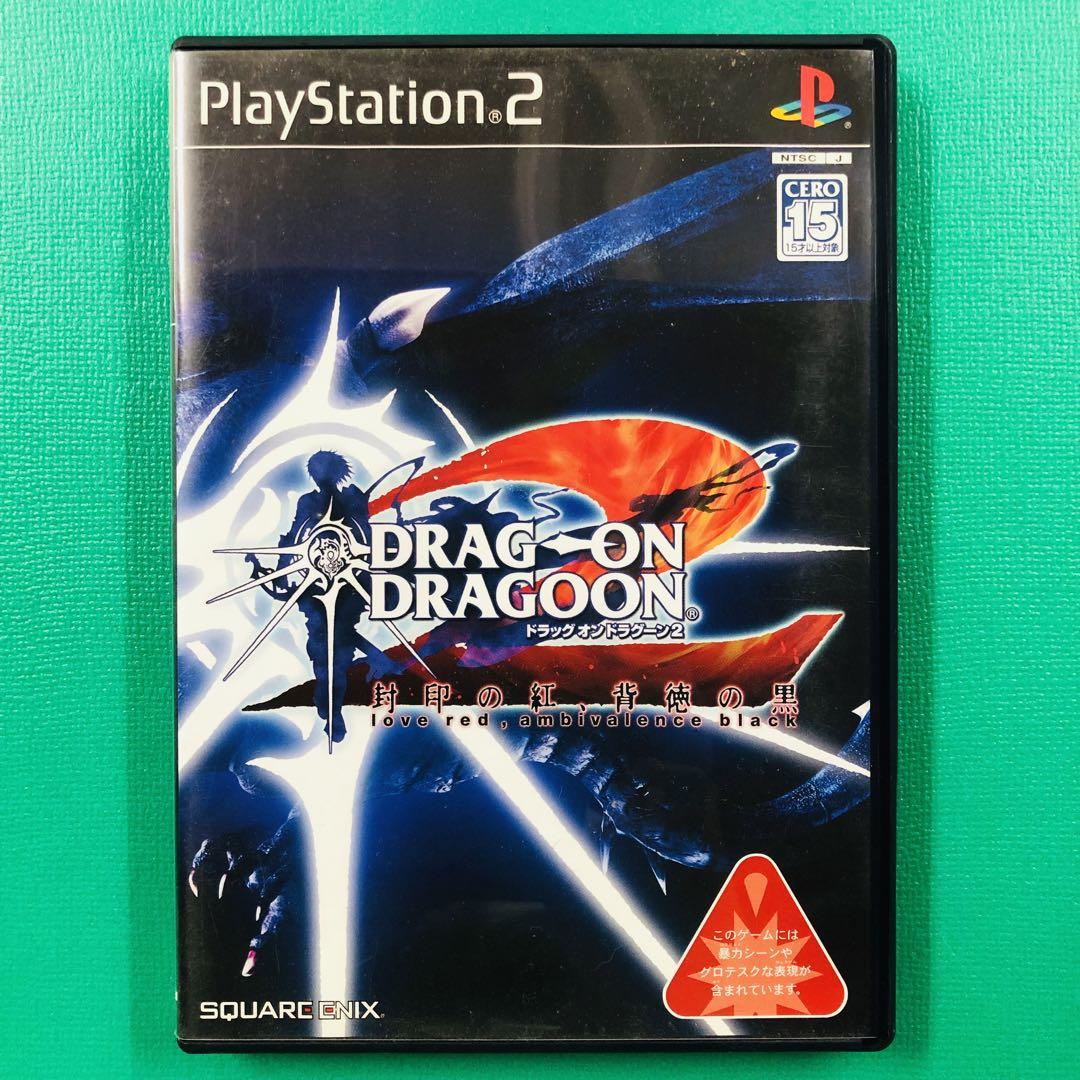 PlayStation®2
NTSC J
CERO
15
15才以上対象
DRAG-ON
DRAGOON®
ドラッグ オン ドラグーン2
封印の紅、背徳の黒
love red, ambivalence black
このゲームには
暴力シーンや
グロテスクな表現が
含まれています。
SQUARE ENIX®